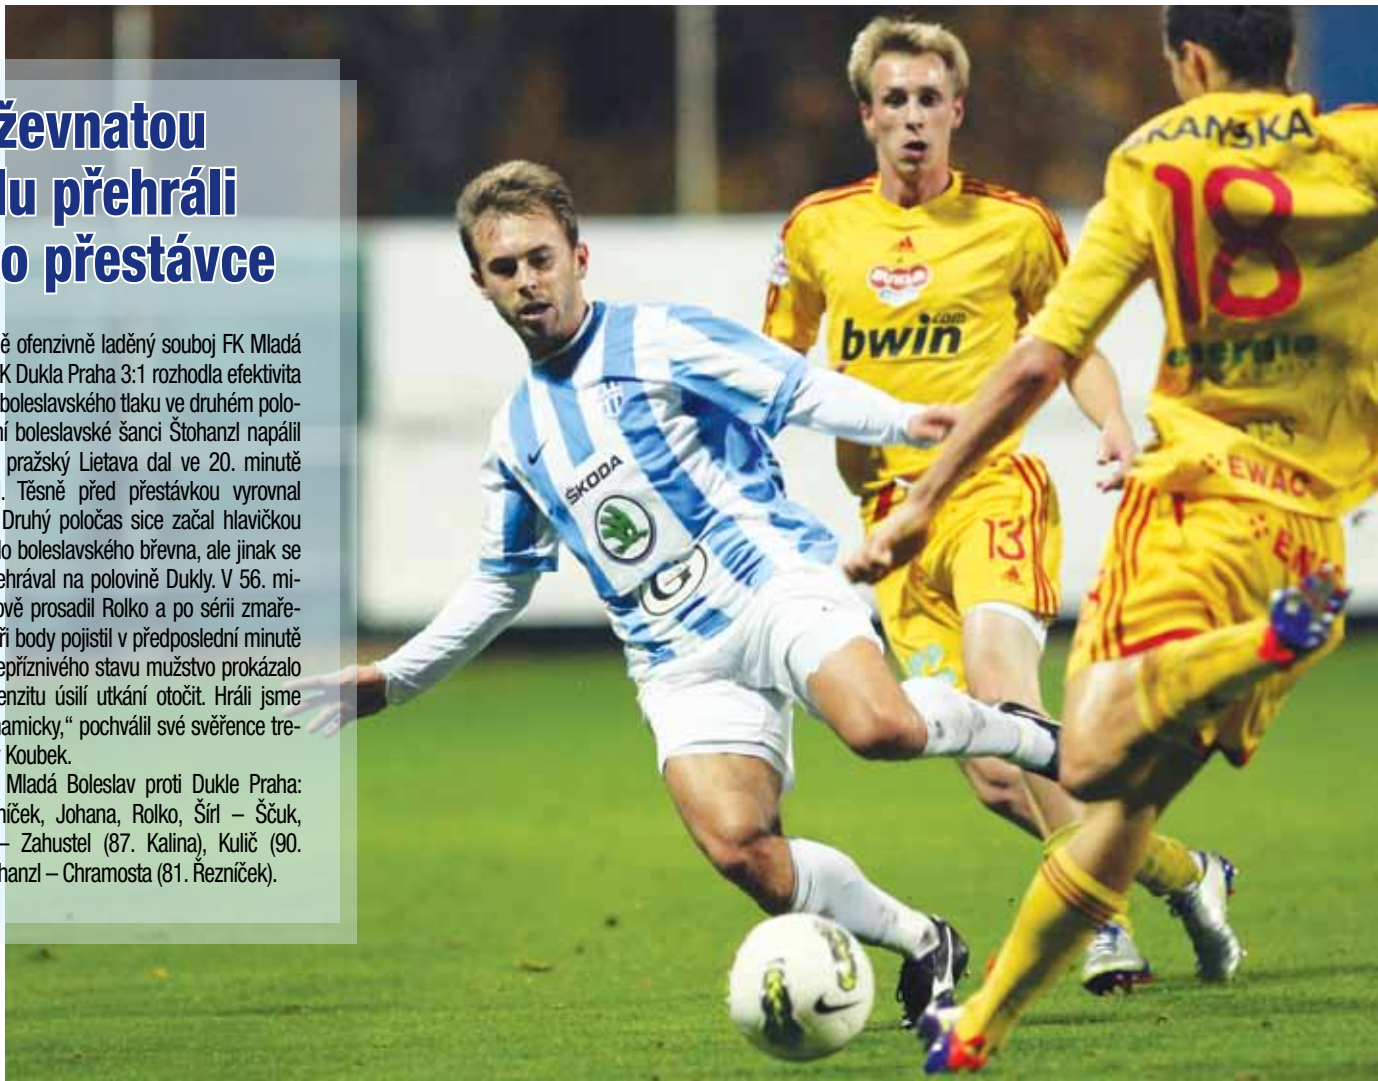 ževnatou
lu přehráli
o přestávce
ě ofenzivně laděný souboj FK Mladá
K Dukla Praha 3:1 rozhodla efektivita
boleslavského tlaku ve druhém polo-
ní boleslavské šanci Štohanzl napálil
pražský Lietava dal ve 20. minutě
. Těsně před přestávkou vyrovnal
Druhý poločas sice začal hlavičkou
do boleslavského břevna, ale jinak se
ehrával na polovině Dukly. V 56. mi-
ově prosadil Rolko a po sérii zmaře-
ři body pojistil v předposlední minutě
epříznivého stavu mužstvo prokázalo
enzitu úsilí utkání otočit. Hráli jsme
namicky,“ pochválil své svěřence tre-
Koubek.
Mladá Boleslav proti Dukle Praha:
níček, Johana, Rolko, Šírl – Ščuk,
– Zahustel (87. Kalina), Kulič (90.
hanzl – Chramosta (81. Řezníček).
ŠKODA
G
bwin.com
13
SKANSKA
18
EWAC